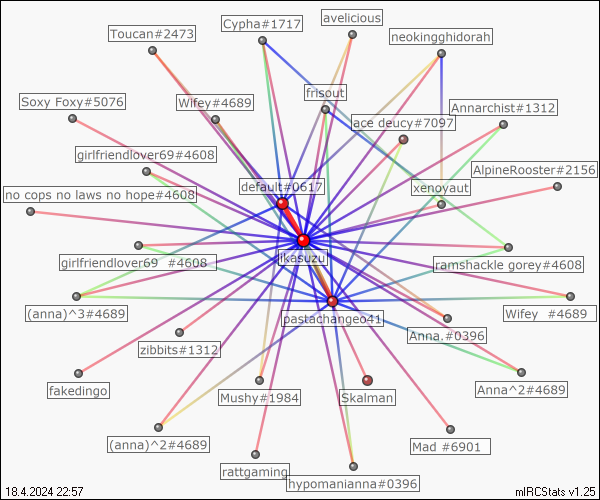 avelicious
Cypha#1717
Toucan#2473
neokingghidorah
frisout
Soxy Foxy#5076
Wifey#4689
Annarchist#1312
ace deucy#7097
girlfriendlover69#4608
AlpineRooster#2156
default#0617
xenoyaut
no cops no laws no hope#4608
ikasuzu
girlfriendlover69 #4608
ramshackle gorey#4608
(anna)^3#4689
pastachangeo41
Wifey #4689
Anna.#0396
zibbits#1312
fakedingo
Mushy#1984
Skalman
Anna^2#4689
(anna)^2#4689
Mad #6901
rattgaming
hypomanianna#0396
18.4.2024 22:57
mIRCStats v1.25